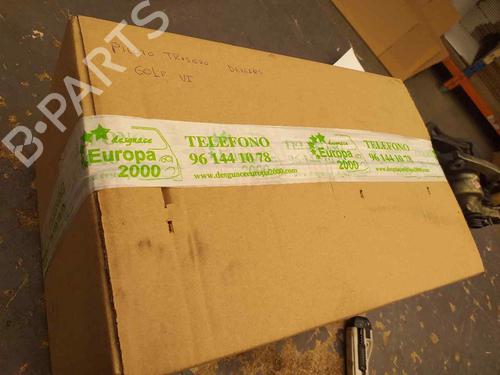 PILOTO TRASERO DERECHO
GOLF VI
desguace
Europa
2000
TELEFONO
96 144 10 78
www.desguaceeuropa2000.com
desguace
Europa
2000
TELEFONO
96 144 10 78
B-PARTS